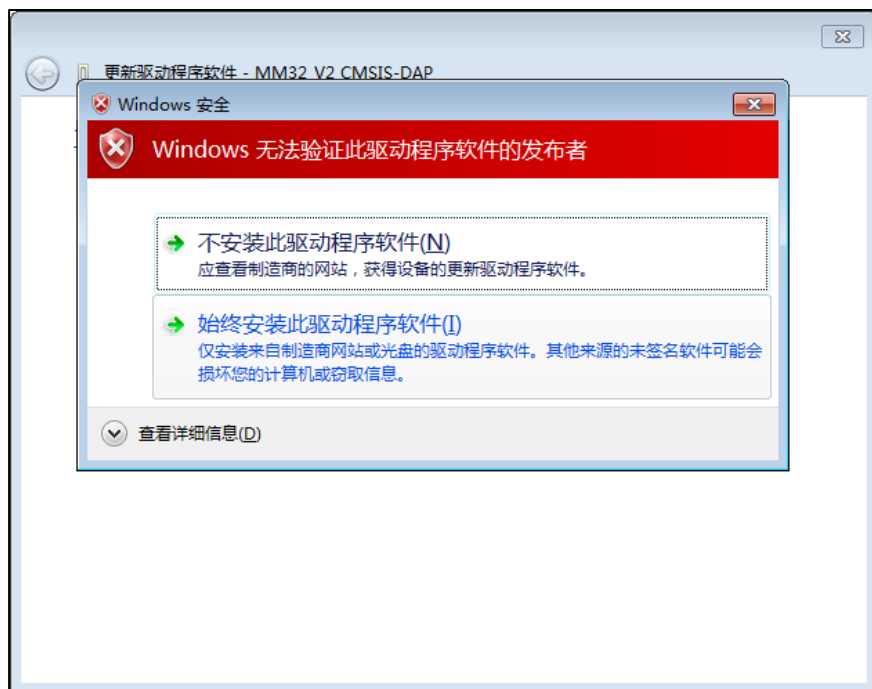 更新驱动程序软件 - MM32 V2 CMSIS-DAP
Windows 安全
Windows 无法验证此驱动程序软件的发布者
不安装此驱动程序软件(N)
应查看制造商的网站，获得设备的更新驱动程序软件。
始终安装此驱动程序软件(I)
仅安装来自制造商网站或光盘的驱动程序软件。其他来源的未签名软件可能会
损坏您的计算机或窃取信息。
查看详细信息(D)